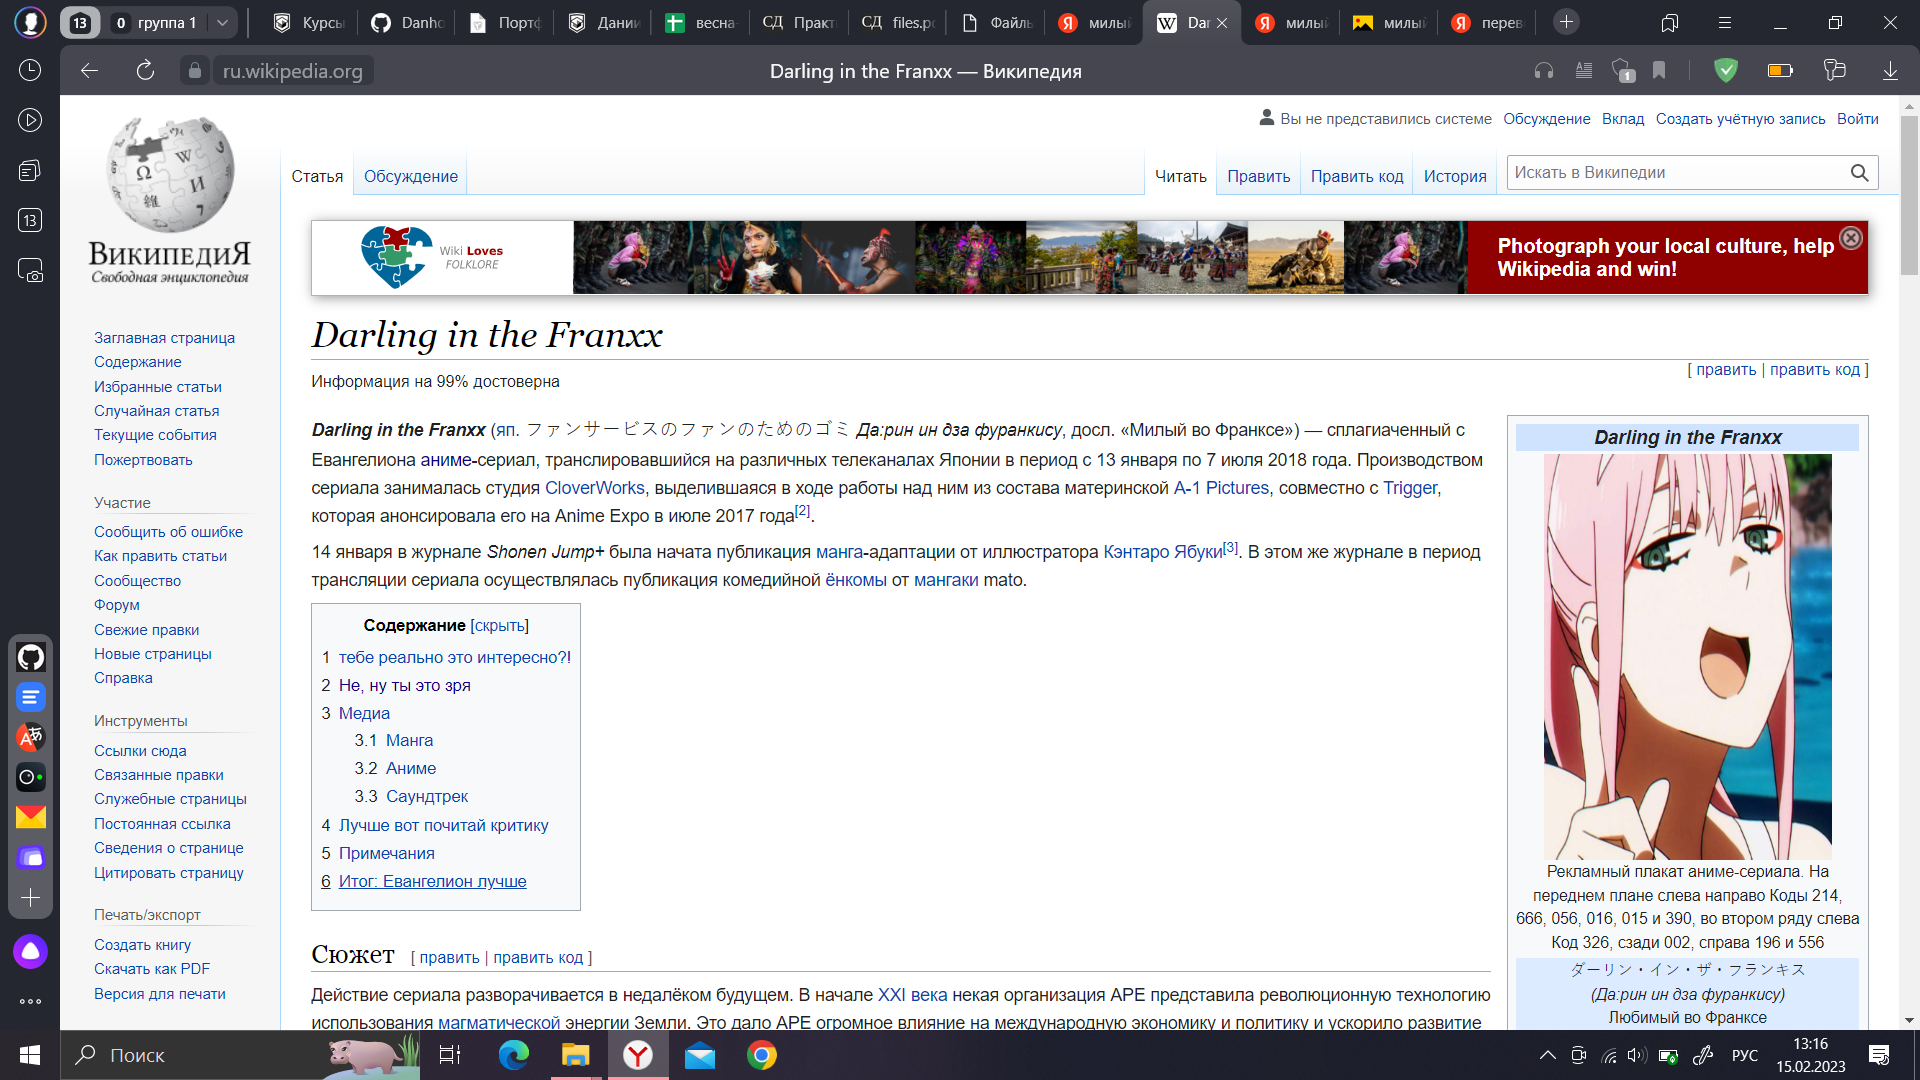 13
0 группа 1
Курсы
Danhc
Портф
Дании
весна
Практ
files.po
Файль
милый
Dar
милый
милый
перев
ru.wikipedia.org
Darling in the Franxx — Википедия
1
13
ВикипедиЯ
Свободная энциклопедия
Вы не представились системе Обсуждение Вклад Создать учётную запись Войти
Статья Обсуждение Читать Править Править код История
Искать в Википедии
Wiki Loves
FOLKLORE
Photograph your local culture, help
Wikipedia and win!
Заглавная страница
Содержание
Избранные статьи
Случайная статья
Текущие события
Пожертвовать
Участие
Сообщить об ошибке
Как править статьи
Сообщество
Форум
Свежие правки
Новые страницы
Справка
Инструменты
Ссылки сюда
Связанные правки
Служебные страницы
Постоянная ссылка
Сведения о странице
Цитировать страницу
Печать/экспорт
Создать книгу
Скачать как PDF
Версия для печати
Darling in the Franxx
[ править | править код ]
Информация на 99% достоверна
Darling in the Franxx (яп. ファンサービスのファンのためのゴミ Да:рин ин дза фуранкису, досл. «Милый во Франксе») — сплагиаченный с
Евангелиона аниме-сериал, транслировавшийся на различных телеканалах Японии в период с 13 января по 7 июля 2018 года. Производством
сериала занималась студия CloverWorks, выделившаяся в ходе работы над ним из состава материнской A-1 Pictures, совместно с Trigger,
которая анонсировала его на Anime Expo в июле 2017 года[2].
14 января в журнале Shonen Jump+ была начата публикация манга-адаптации от иллюстратора Кэнтаро Ябуки[3]. В этом же журнале в период
трансляции сериала осуществлялась публикация комедийной ёнкомы от мангаки mato.
Содержание [скрыть]
1 тебе реально это интересно?!
2 Не, ну ты это зря
3 Медиа
3.1 Манга
3.2 Аниме
3.3 Саундтрек
4 Лучше вот почитай критику
5 Примечания
6 Итог: Евангелион лучше
Сюжет [ править | править код ]
Действие сериала разворачивается в недалёком будущем. В начале XXI века некая организация APE представила революционную технологию
использования магматической энергии Земли. Это дало APE огромное влияние на международную экономику и политику и ускорило развитие
Darling in the Franxx
Рекламный плакат аниме-сериала. На
переднем плане слева направо Коды 214,
666, 056, 016, 015 и 390, во втором ряду слева
Код 326, сзади 002, справа 196 и 556
ダーリン・イン・ザ・フランキス
(Да:рин ин дза фуранкису)
Любимый во Франксе
Поиск
РУС
13:16
15.02.2023